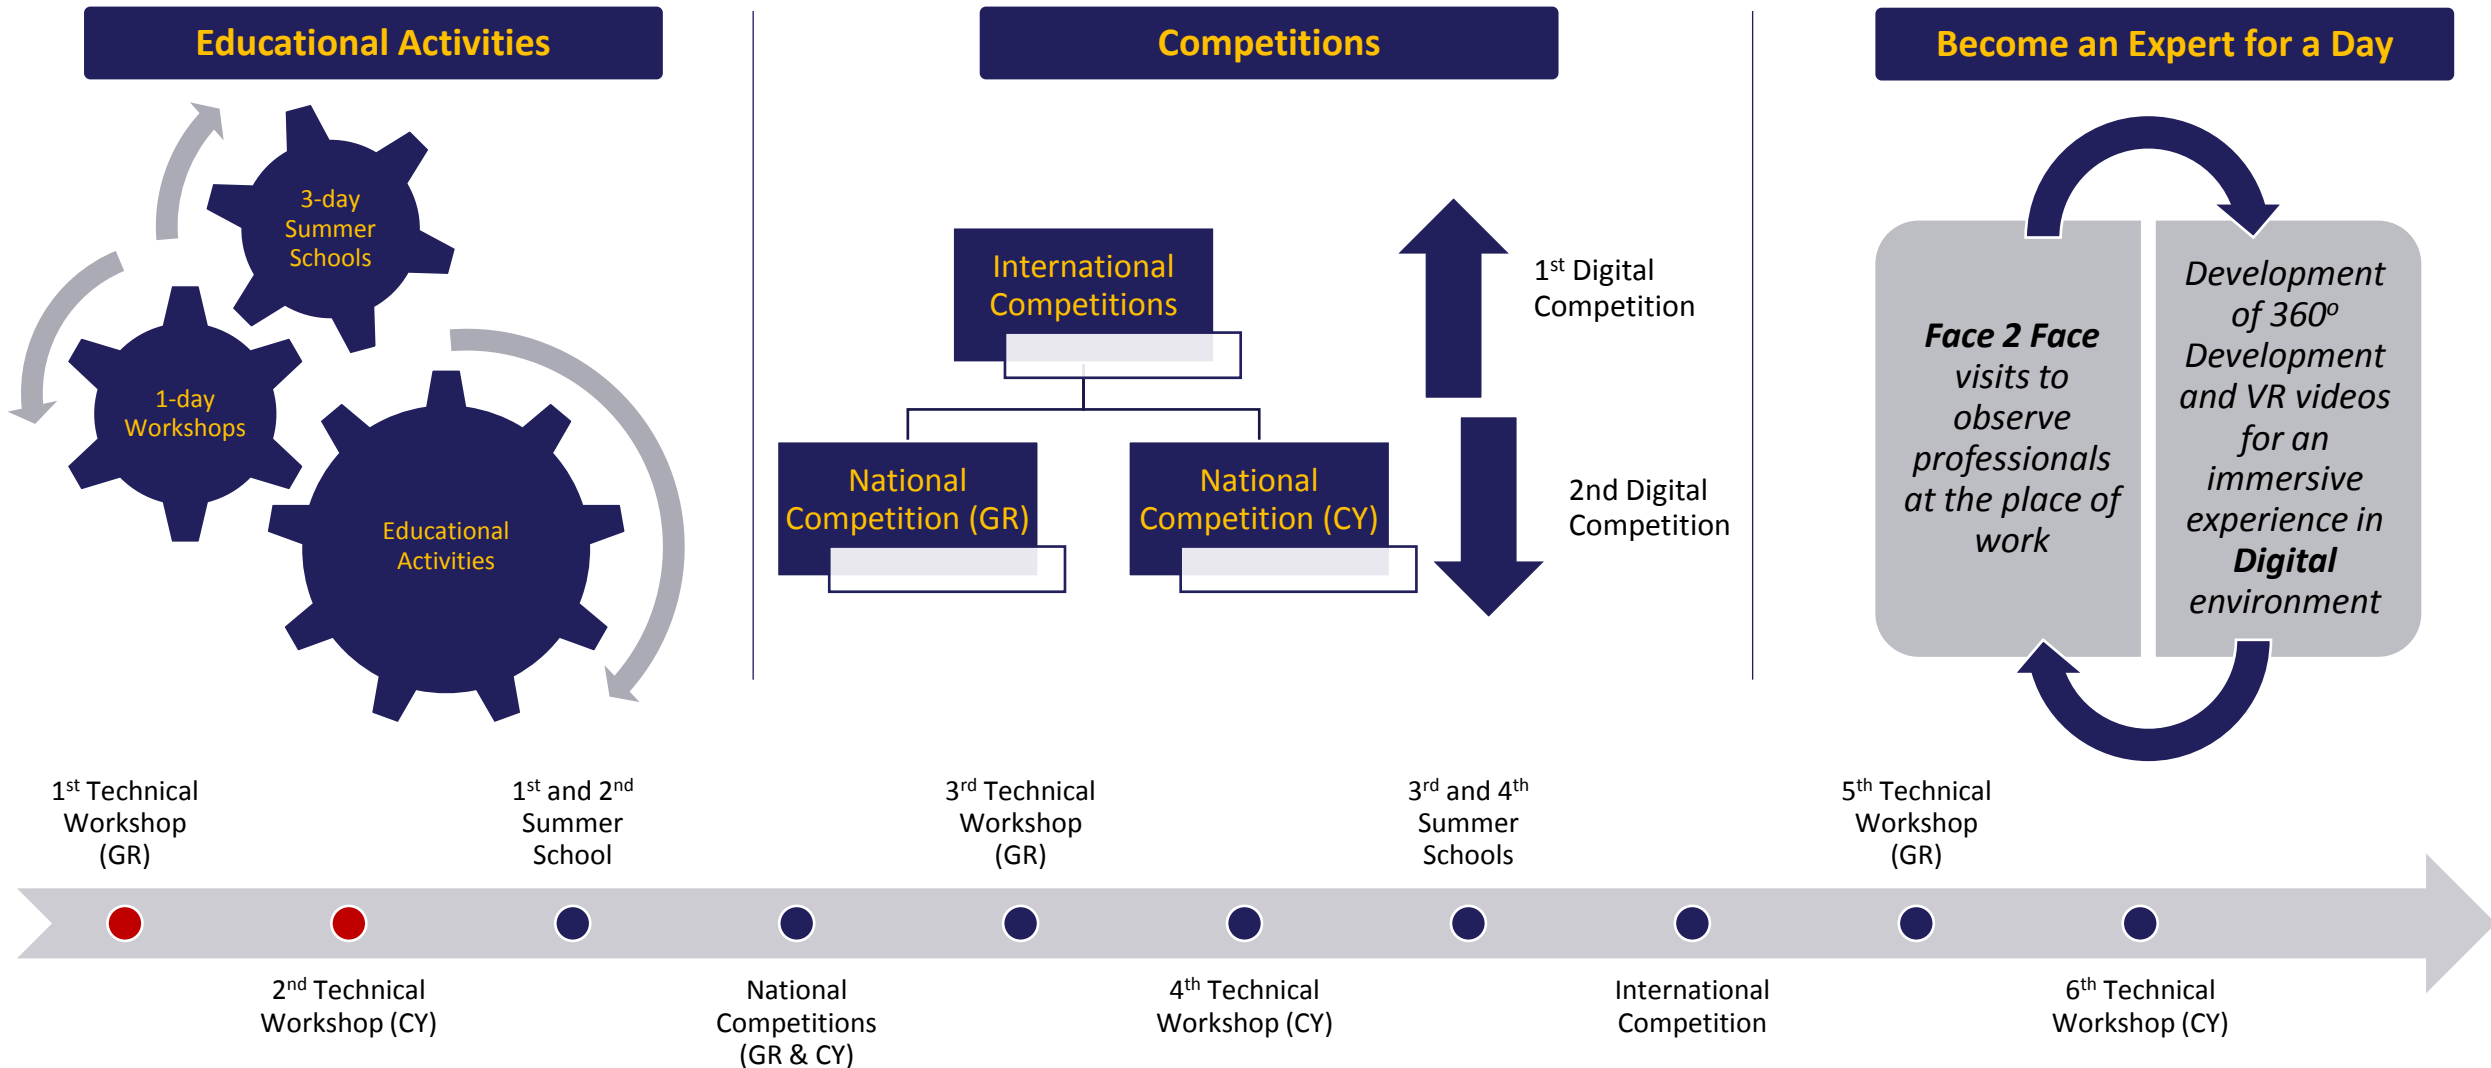 Educational Activities
3-day
Summer
Schools
1-day
Workshops
Educational
Activities
Competitions
International
Competitions
National
Competition (GR)
National
Competition (CY)
1st Digital
Competition
2nd Digital
Competition
Become an Expert for a Day
Face 2 Face
visits to
observe
professionals
at the place of
work
Development
of 360o
Development
and VR videos
for an
immersive
experience in
Digital
environment
1st Technical
Workshop
(GR)
2nd Technical
Workshop (CY)
1st and 2nd
Summer
School
National
Competitions
(GR & CY)
3rd Technical
Workshop
(GR)
4th Technical
Workshop (CY)
3rd and 4th
Summer
Schools
International
Competition
5th Technical
Workshop
(GR)
6th Technical
Workshop (CY)